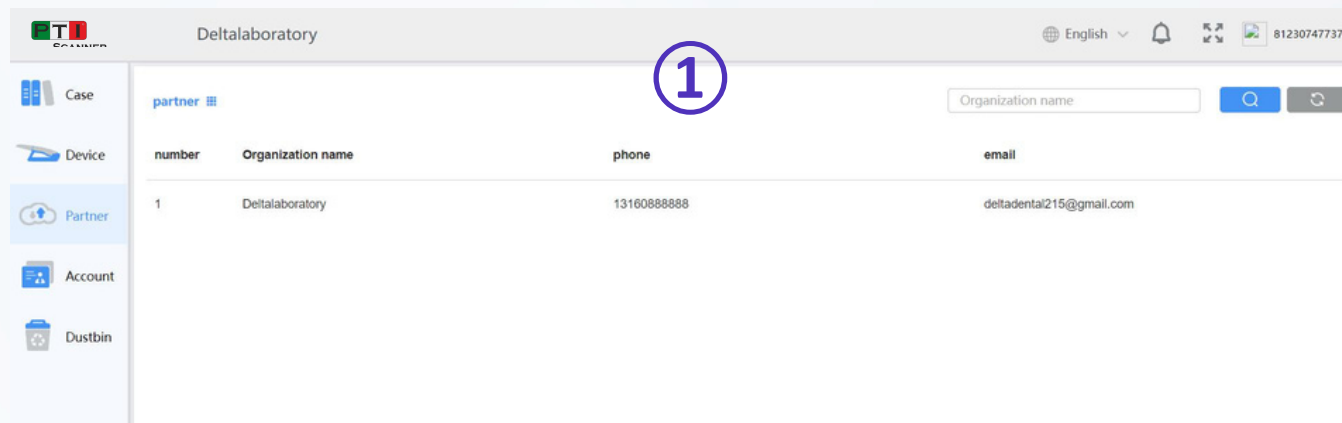 PTI
SCANNER
Deltalaboratory
English
81230747737
1
Case
Device
Partner
Account
Dustbin
partner
Organization name
number Organization name phone email
1 Deltalaboratory 13160888888 deltadental215@gmail.com